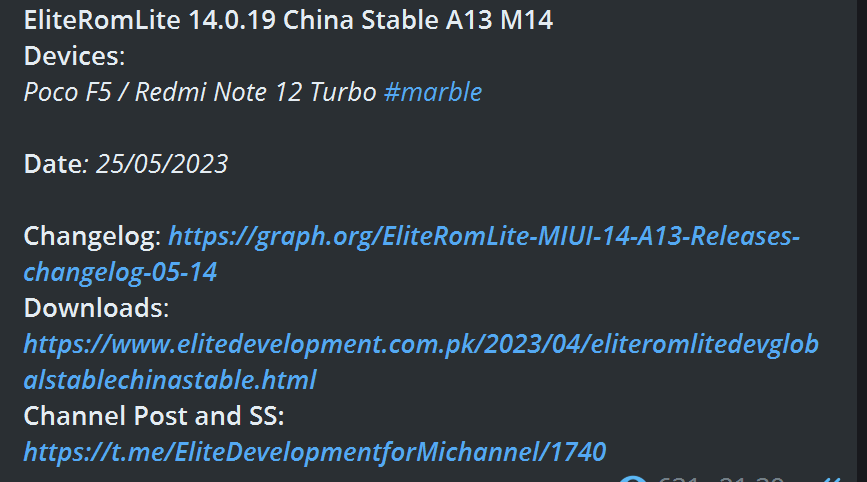 EliteRomLite 14.0.19 China Stable A13 M14
Devices:
Poco F5 / Redmi Note 12 Turbo #marble
Date: 25/05/2023
Changelog: https://graph.org/EliteRomLite-MIUI-14-A13-Releases-
changelog-05-14
Downloads:
https://www.elitedevelopment.com.pk/2023/04/eliteromlitedevglob
alstablechinastable.html
Channel Post and SS:
https://t.me/EliteDevelopmentforMichannel/1740